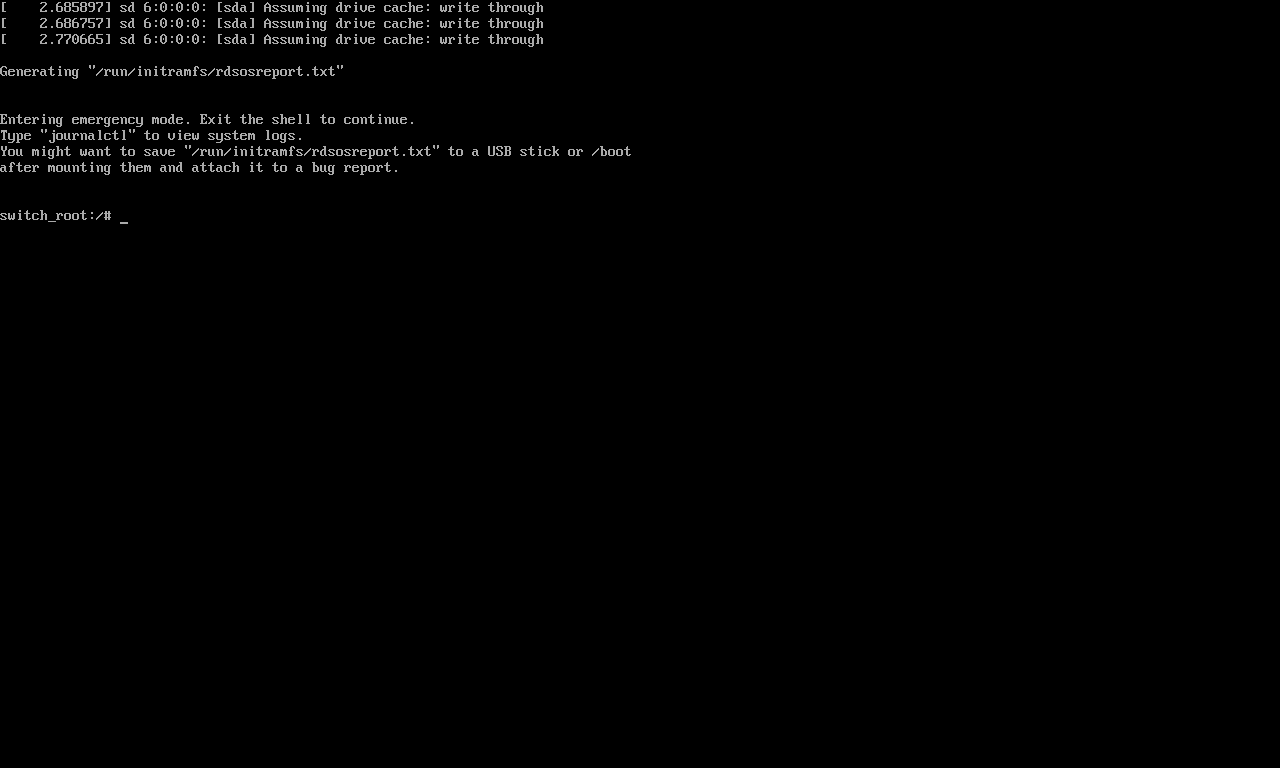 [    2.685897] sd 6:0:0:0: [sda] Assuming drive cache: write through
[    2.686757] sd 6:0:0:0: [sda] Assuming drive cache: write through
[    2.770665] sd 6:0:0:0: [sda] Assuming drive cache: write through
Generating "/run/initramfs/rdsosreport.txt"
Entering emergency mode. Exit the shell to continue.
Type "journalctl" to view system logs.
You might want to save "/run/initramfs/rdsosreport.txt" to a USB stick or /boot
after mounting them and attach it to a bug report.
switch_root:/# _